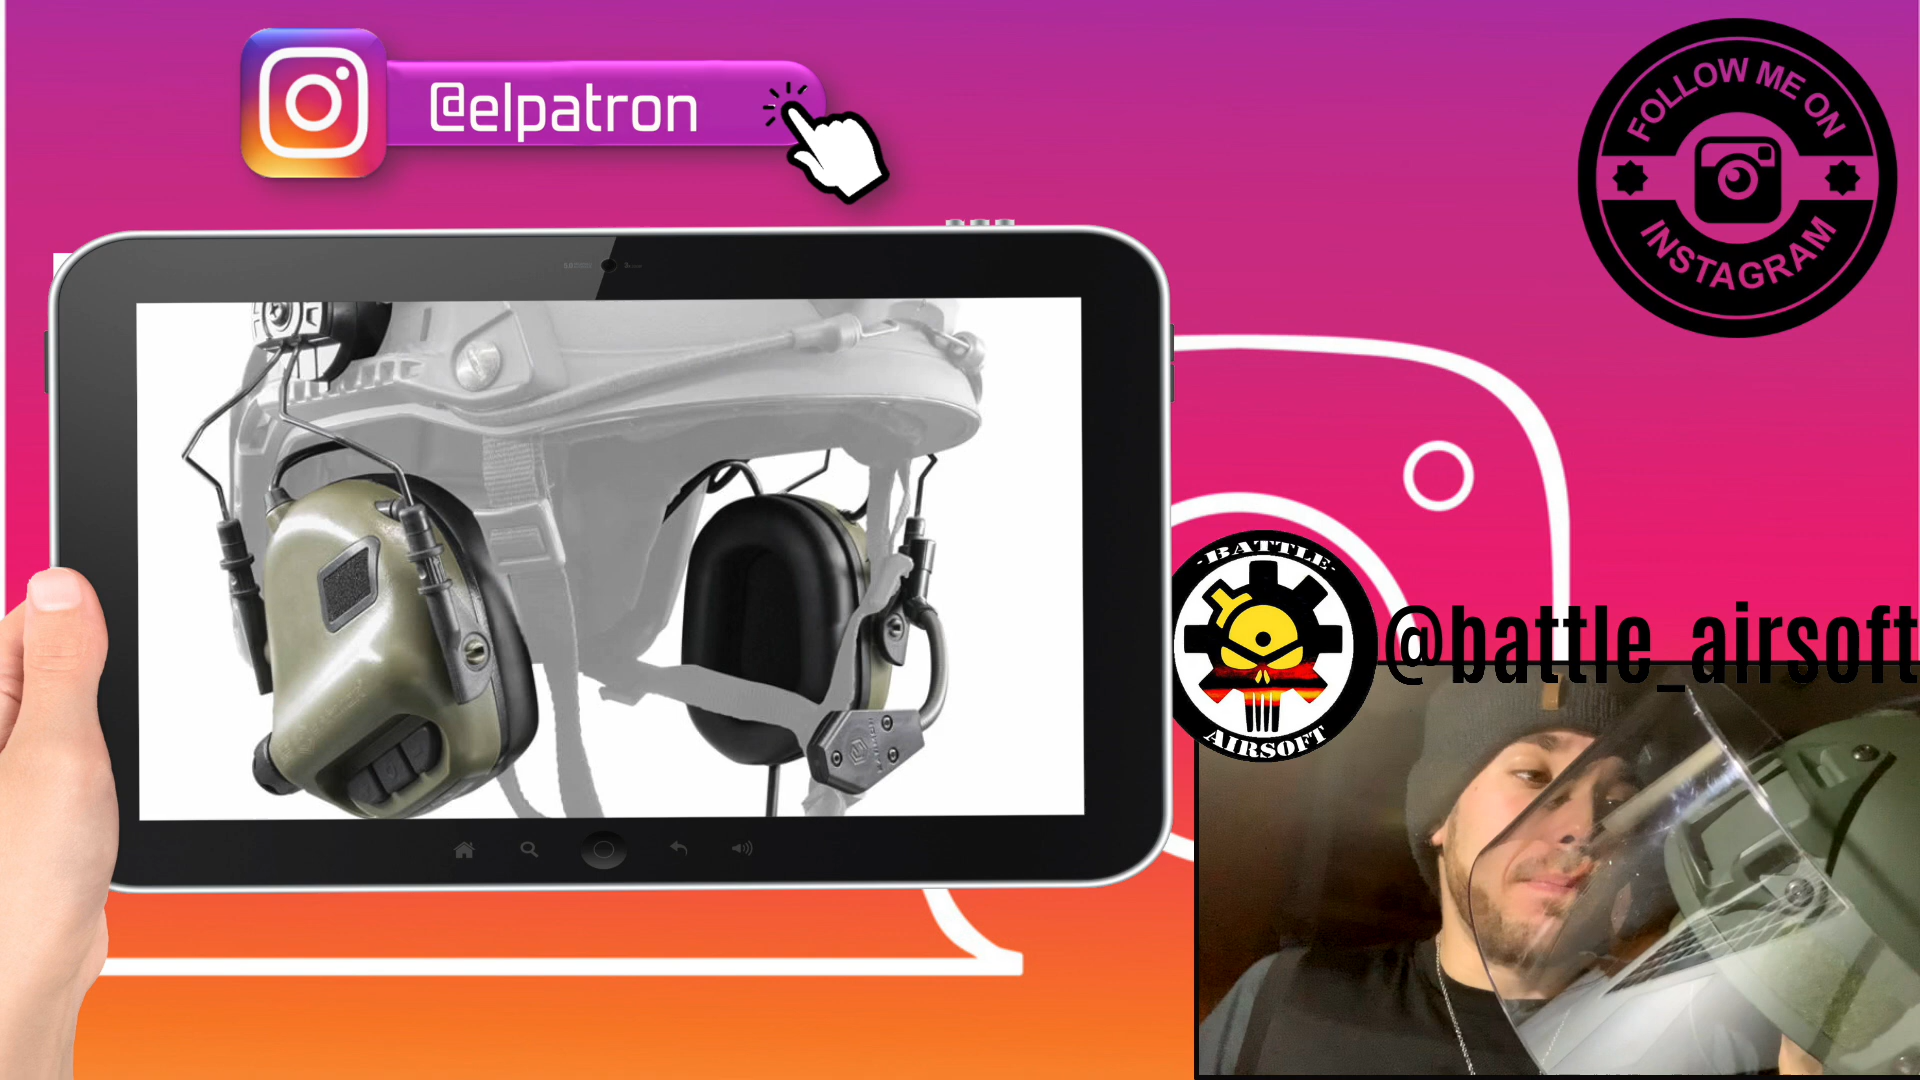 @elpatron
FOLLOW ME ON
INSTAGRAM
·BATTLE·
AIRSOFT
@battle_airsoft